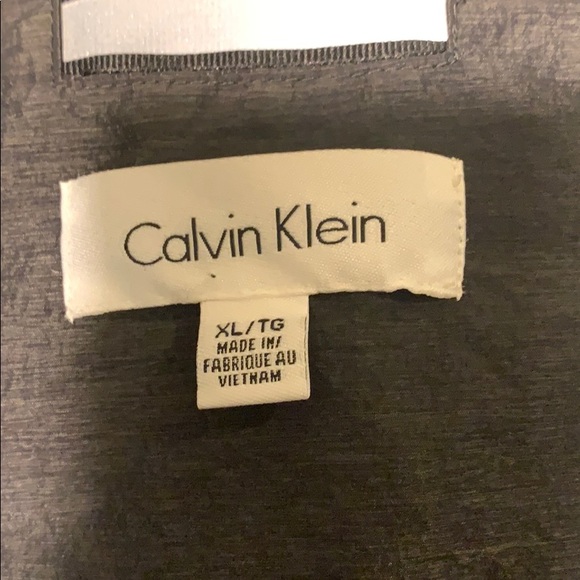 Calvin Klein
XL/TG
MADE IN/
FABRIQUE AU
VIETNAM